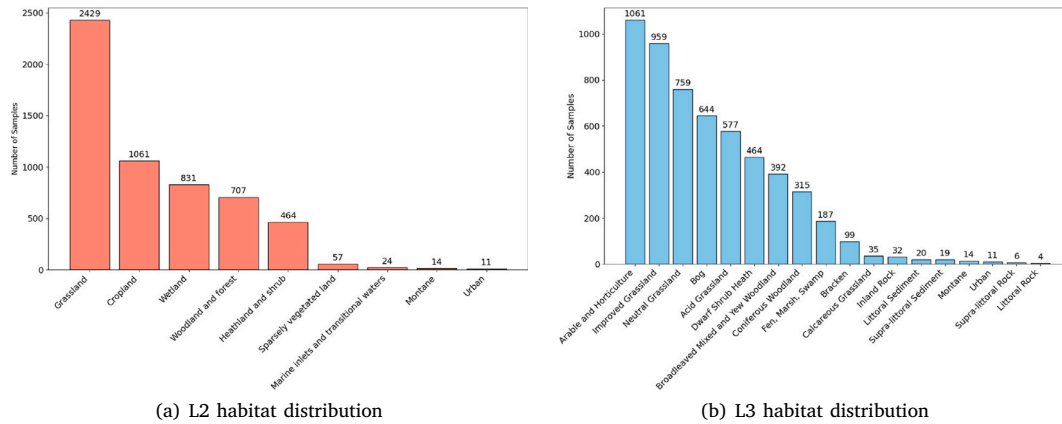 2500
2000
1500
1000
500
0
Number of Samples
2429
1061
831
707
464
57
24
14
11
Grassland
Cropland
Wetland
Woodland and forest
Heathland and shrub
Sparsely vegetated land
Marine inlets and transitional waters
Montane
Urban
(a) L2 habitat distribution
1000
800
600
400
200
0
Number of Samples
1061
959
759
644
577
464
392
315
187
99
35
32
20
19
14
11
6
4
Arable and Horticulture
Improved Grassland
Neutral Grassland
Bog
Acid Grassland
Dwarf Shrub Heath
Broadleaved Mixed and Yew Woodland
Coniferous Woodland
Fen, Marsh, Swamp
Bracken
Calcareous Grassland
Inland Rock
Littoral Sediment
Supra-littoral Sediment
Montane
Urban
Supra-littoral Rock
Littoral Rock
(b) L3 habitat distribution